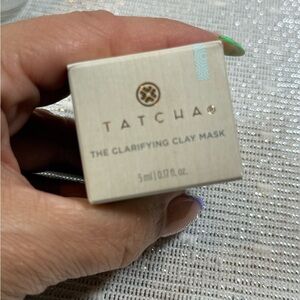 TATCHA
THE CLARIFYING CLAY MASK
5 ml | 0.17 fl. oz.